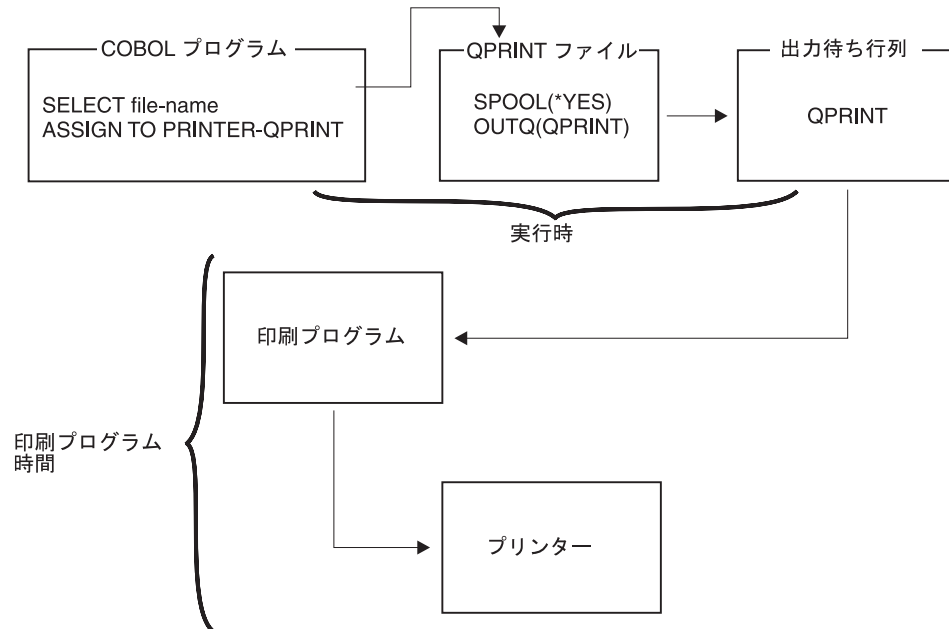 COBOL プログラム
SELECT file-name
ASSIGN TO PRINTER-QPRINT
QPRINT ファイル
SPOOL(*YES)
OUTQ(QPRINT)
出力待ち行列
QPRINT
実行時
印刷プログラム
印刷プログラム
時間
プリンター